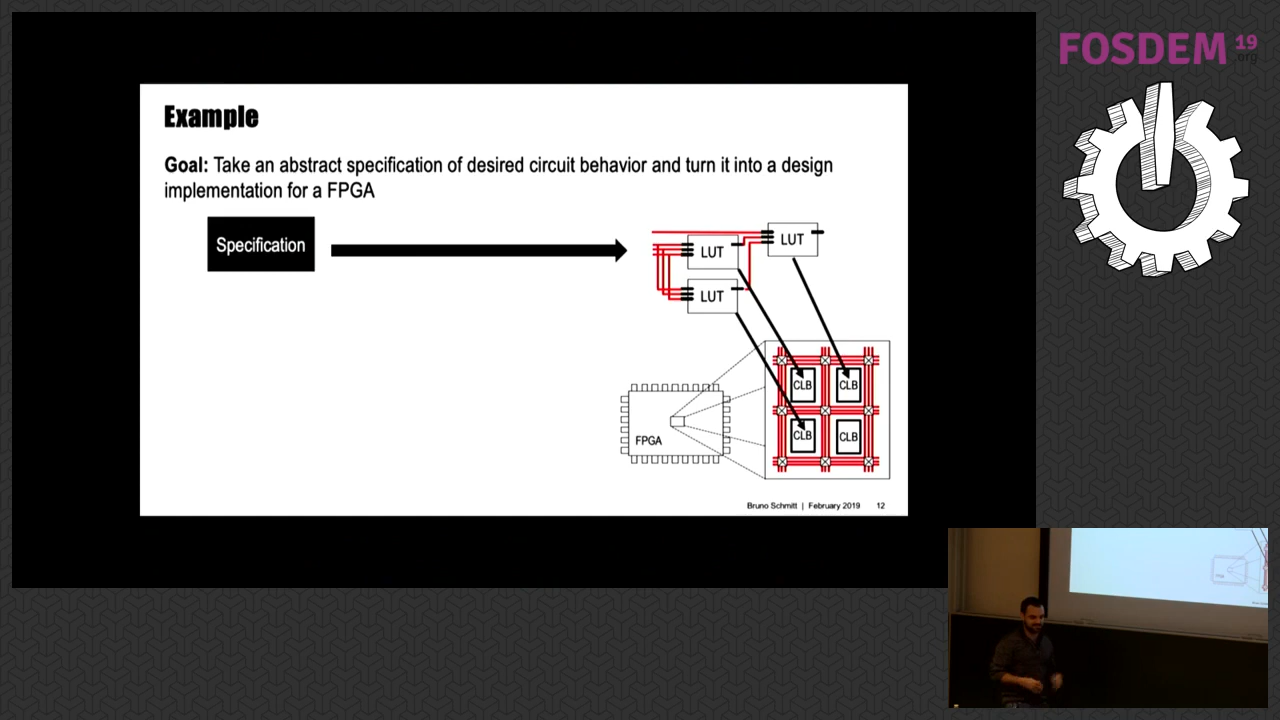 FOSDEM 19
.org
Example
Goal: Take an abstract specification of desired circuit behavior and turn it into a design
implementation for a FPGA
Specification
LUT
LUT
LUT
CLB
CLB
CLB
CLB
FPGA
Bruno Schmitt | February 2019 12